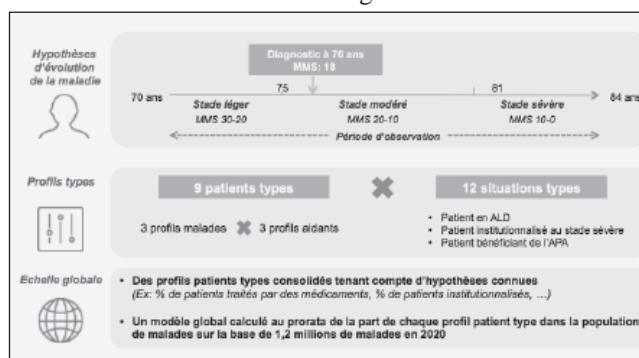 Hypothèses
d'évolution
de la maladie
Diagnostic à 76 ans
MMS: 18
70 ans
75
81
84 ans
Stade léger
MMS 30-20
Stade modéré
MMS 20-10
Stade sévère
MMS 10-0
Période d'observation
Profils types
9 patients types
12 situations types
3 profils malades
3 profils aidants
• Patient en ALD
• Patient institutionnalisé au stade sévère
• Patient bénéficiant de l'APA
Echelle globale
• Des profils patients types consolidés tenant compte d'hypothèses connues
(Ex: % de patients traités par des médicaments, % de patients institutionnalisés, …)
• Un modèle global calculé au prorata de la part de chaque profil patient type dans la population
de malades sur la base de 1,2 millions de malades en 2020